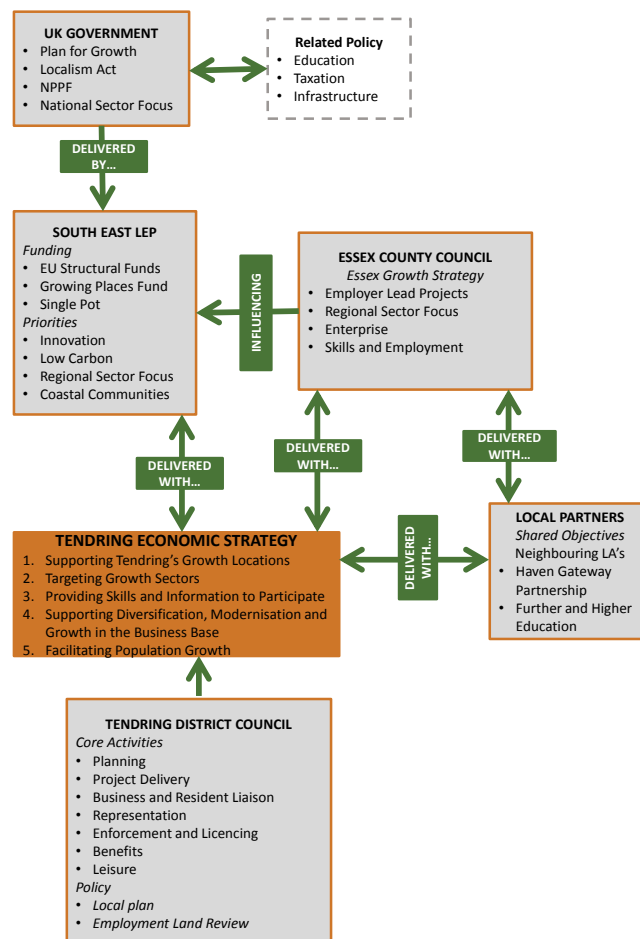 UK GOVERNMENT
• Plan for Growth
• Localism Act
• NPPF
• National Sector Focus
Related Policy
• Education
• Taxation
• Infrastructure
DELIVERED
BY…
SOUTH EAST LEP
Funding
• EU Structural Funds
• Growing Places Fund
• Single Pot
Priorities
• Innovation
• Low Carbon
• Regional Sector Focus
• Coastal Communities
INFLUENCING
ESSEX COUNTY COUNCIL
Essex Growth Strategy
• Employer Lead Projects
• Regional Sector Focus
• Enterprise
• Skills and Employment
DELIVERED
WITH…
DELIVERED
WITH…
DELIVERED
WITH…
TENDRING ECONOMIC STRATEGY
1. Supporting Tendring’s Growth Locations
2. Targeting Growth Sectors
3. Providing Skills and Information to Participate
4. Supporting Diversification, Modernisation and
Growth in the Business Base
5. Facilitating Population Growth
DELIVERED
WITH…
LOCAL PARTNERS
Shared Objectives
Neighbouring LA’s
• Haven Gateway
Partnership
• Further and Higher
Education
TENDRING DISTRICT COUNCIL
Core Activities
• Planning
• Project Delivery
• Business and Resident Liaison
• Representation
• Enforcement and Licencing
• Benefits
• Leisure
Policy
• Local plan
• Employment Land Review